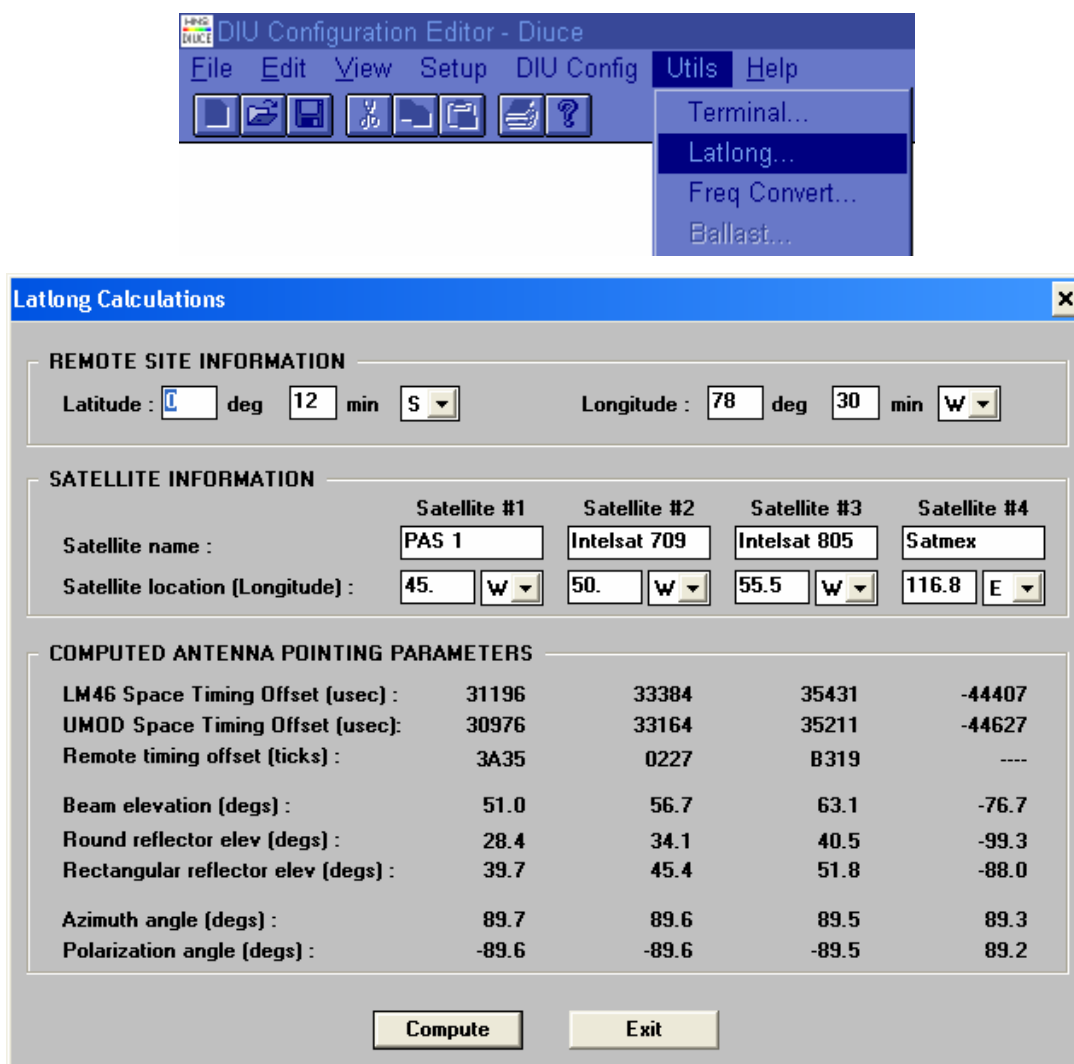 HNS DIUCE DIU Configuration Editor - Diuce
File Edit View Setup DIU Config Utils Help
Terminal...
Latlong...
Freq Convert...
Ballast...
Latlong Calculations
REMOTE SITE INFORMATION
Latitude : 0 deg 12 min S Longitude : 78 deg 30 min W
SATELLITE INFORMATION
Satellite #1 Satellite #2 Satellite #3 Satellite #4
Satellite name : PAS 1 Intelsat 709 Intelsat 805 Satmex
Satellite location (Longitude) : 45. W 50. W 55.5 W 116.8 E
COMPUTED ANTENNA POINTING PARAMETERS
LM46 Space Timing Offset (usec) : 31196 33384 35431 -44407
UMOD Space Timing Offset (usec): 30976 33164 35211 -44627
Remote timing offset (ticks) : 3A35 0227 B319 ----
Beam elevation (degs) : 51.0 56.7 63.1 -76.7
Round reflector elev (degs) : 28.4 34.1 40.5 -99.3
Rectangular reflector elev (degs) : 39.7 45.4 51.8 -88.0
Azimuth angle (degs) : 89.7 89.6 89.5 89.3
Polarization angle (degs) : -89.6 -89.6 -89.5 89.2
Compute Exit